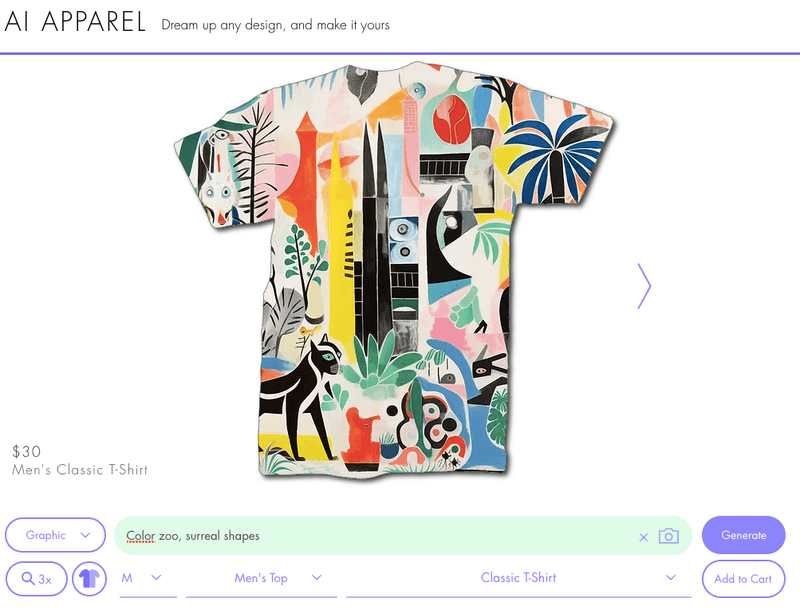 AI APPAREL
Dream up any design, and make it yours
$30
Men's Classic T-Shirt
Graphic
Color zoo, surreal shapes
Generate
3x
M
Men's Top
Classic T-Shirt
Add to Cart